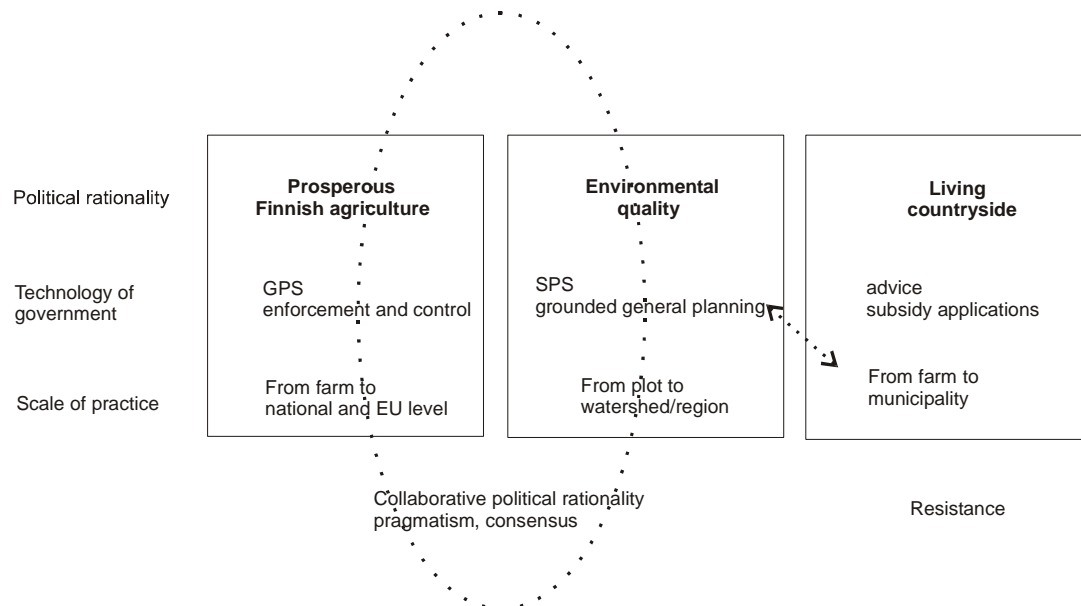 Political rationality
Prosperous
Finnish agriculture
Environmental
quality
Living
countryside
Technology of
government
GPS
enforcement and control
SPS
grounded general planning
advice
subsidy applications
Scale of practice
From farm to
national and EU level
From plot to
watershed/region
From farm to
municipality
Collaborative political rationality
pragmatism, consensus
Resistance